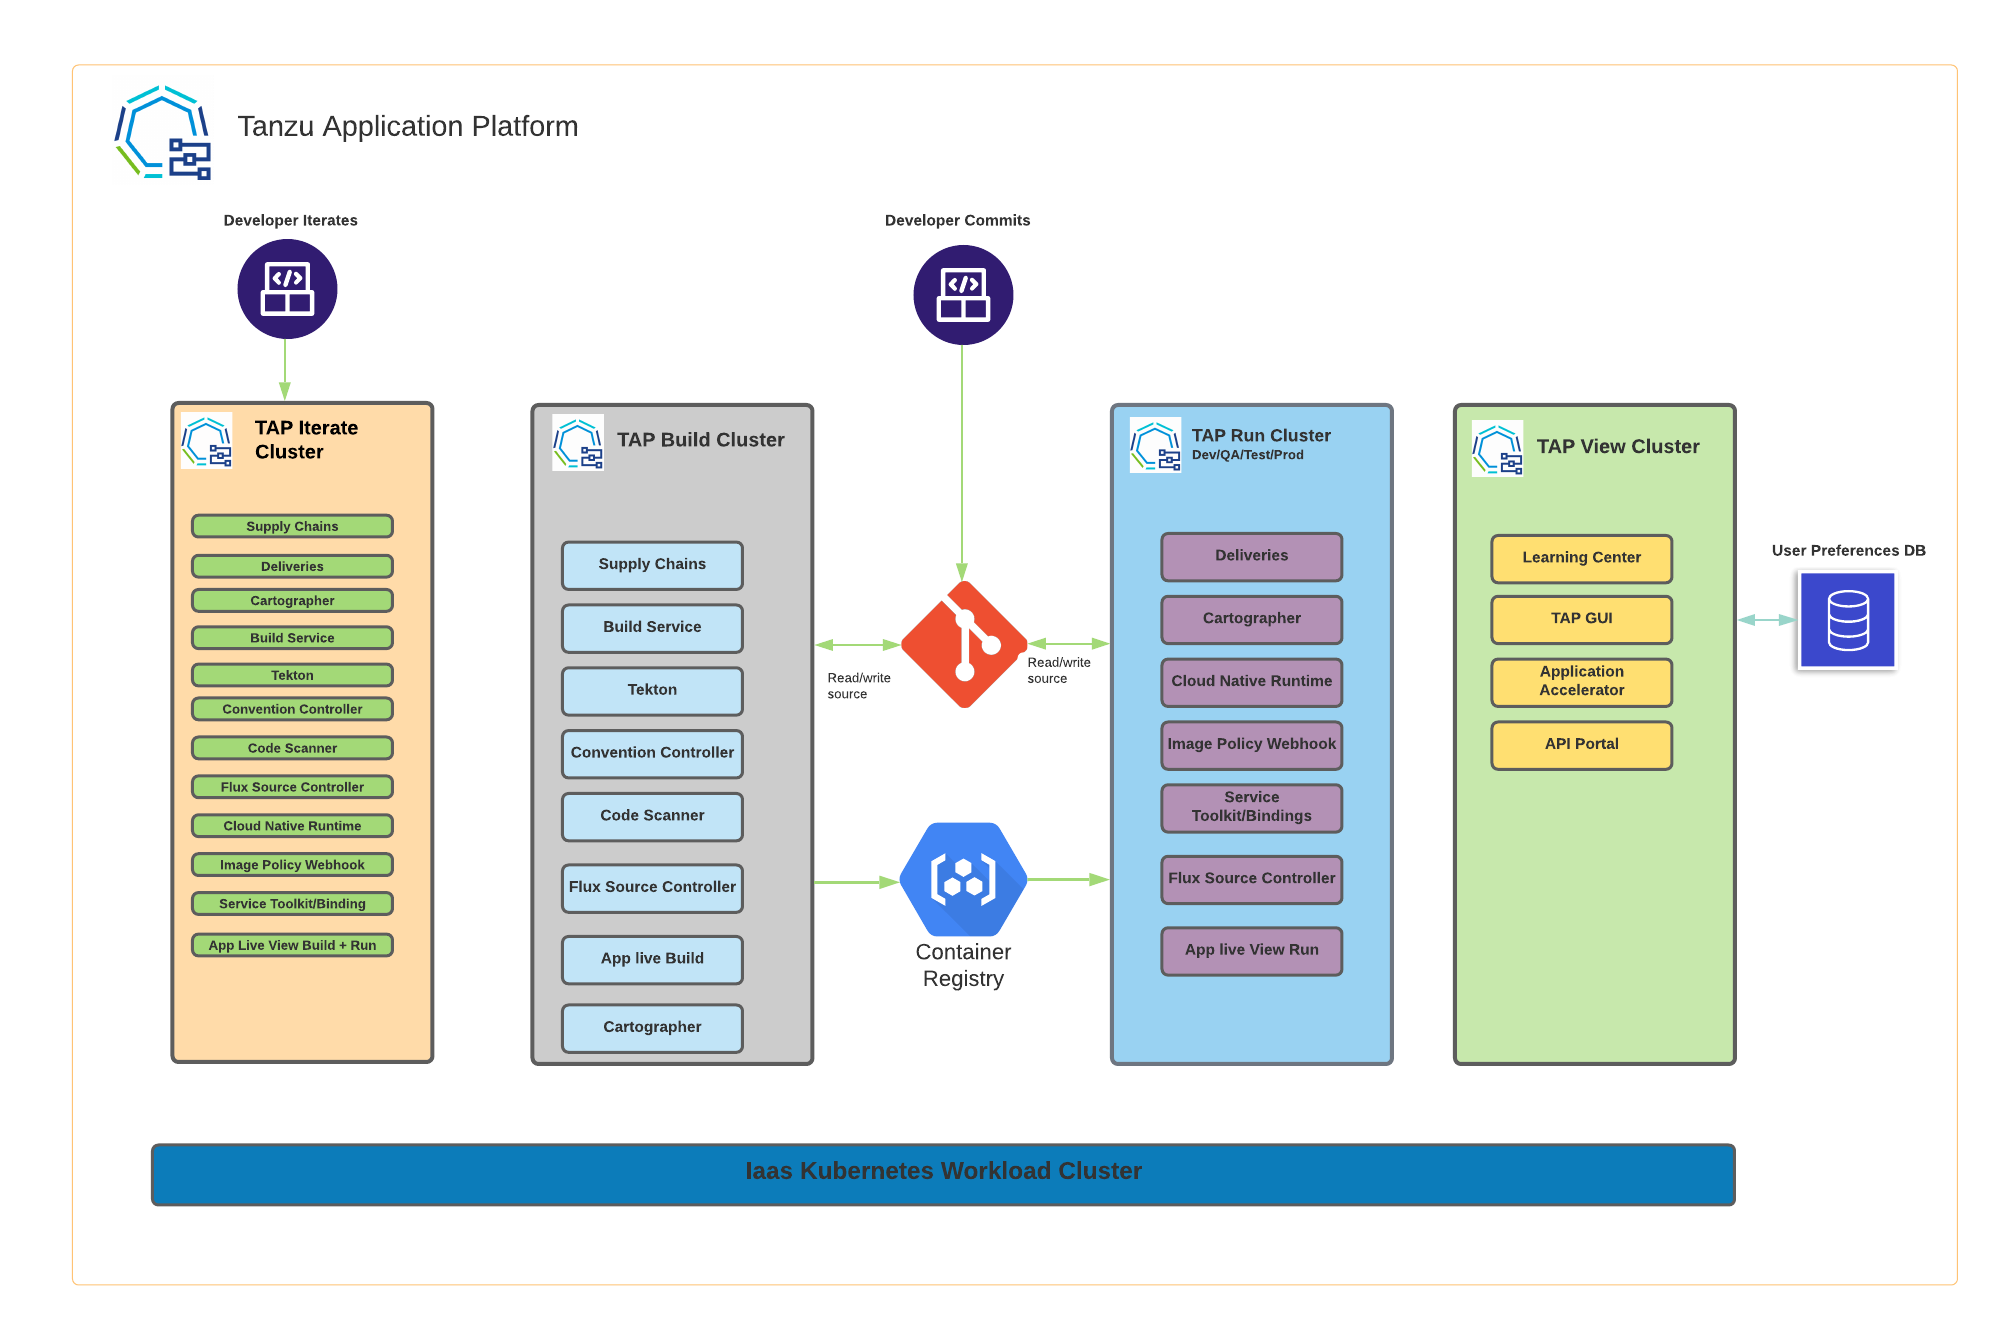 Tanzu Application Platform
Developer Iterates
Developer Commits
TAP Iterate
Cluster
Supply Chains
Deliveries
Cartographer
Build Service
Tekton
Convention Controller
Code Scanner
Flux Source Controller
Cloud Native Runtime
Image Policy Webhook
Service Toolkit/Binding
App Live View Build + Run
TAP Build Cluster
Supply Chains
Build Service
Tekton
Convention Controller
Code Scanner
Flux Source Controller
App live Build
Cartographer
Read/write
source
Read/write
source
Container
Registry
TAP Run Cluster
Dev/QA/Test/Prod
Deliveries
Cartographer
Cloud Native Runtime
Image Policy Webhook
Service
Toolkit/Bindings
Flux Source Controller
App live View Run
TAP View Cluster
Learning Center
TAP GUI
Application
Accelerator
API Portal
User Preferences DB
Iaas Kubernetes Workload Cluster